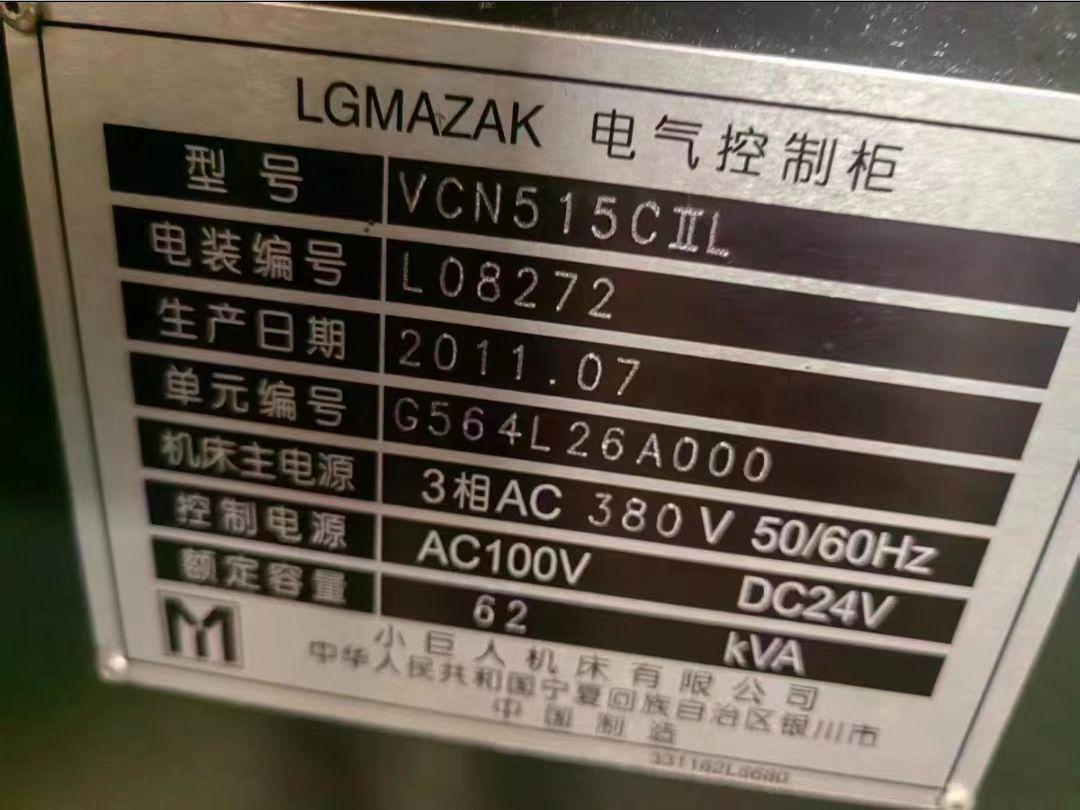 LGMAZAK 电气控制柜
型号 VCN515CⅡL
电装编号 L08272
生产日期 2011.07
单元编号 G564L26A000
机床主电源 3相AC 380V 50/60Hz
控制电源 AC100V DC24V
额定容量 62 kVA
小巨人机床有限公司
中华人民共和国宁夏回族自治区银川市
中国制造